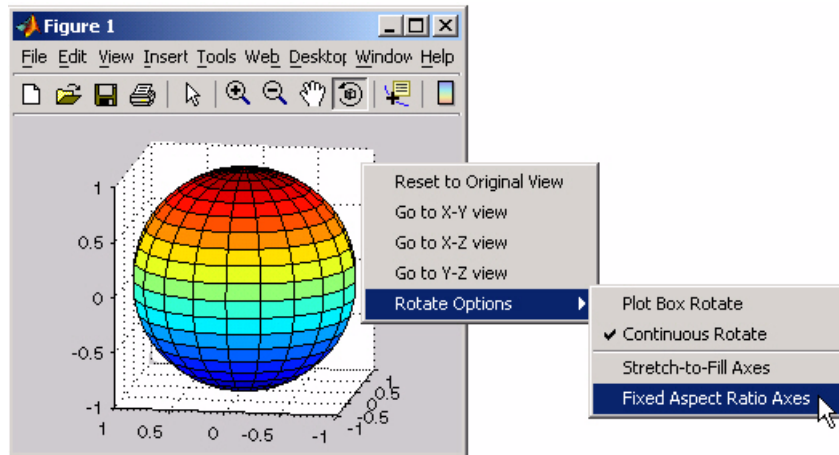 Figure 1
File Edit View Insert Tools Web Desktop Window Help
1
0.5
0
-0.5
-1
1 0.5 0 -0.5 -1
-1
-0.5
0
0.5
1
Reset to Original View
Go to X-Y view
Go to X-Z view
Go to Y-Z view
Rotate Options
Plot Box Rotate
Continuous Rotate
Stretch-to-Fill Axes
Fixed Aspect Ratio Axes